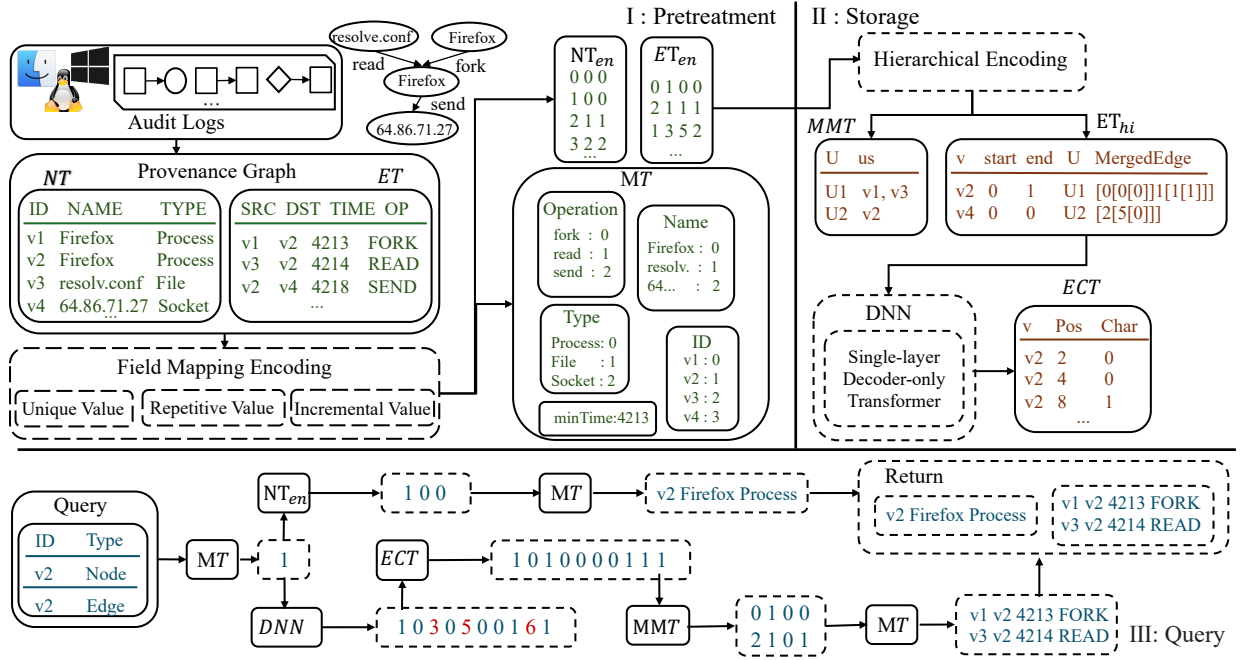 I : Pretreatment
II : Storage
resolve.conf
Firefox
read
fork
Firefox
send
64.86.71.27
...
Audit Logs
Provenance Graph
NT
ID NAME TYPE
v1 Firefox Process
v2 Firefox Process
v3 resolv.conf File
v4 64.86.71.27 Socket
...
ET
SRC DST TIME OP
v1 v2 4213 FORK
v3 v2 4214 READ
v2 v4 4218 SEND
...
Field Mapping Encoding
Unique Value
Repetitive Value
Incremental Value
NTen
0 0 0
1 0 0
2 1 1
3 2 2
...
ETen
0 1 0 0
2 1 1 1
1 3 5 2
...
MT
Operation
fork : 0
read : 1
send : 2
Name
Firefox : 0
resolv. : 1
64... : 2
Type
Process: 0
File : 1
Socket : 2
ID
v1 : 0
v2 : 1
v3 : 2
v4 : 3
minTime:4213
Hierarchical Encoding
MMT
U us
U1 v1, v3
U2 v2
EThi
v start end U MergedEdge
v2 0 1 U1 [0[0[0]]1[1[1]]]
v4 0 0 U2 [2[5[0]]]
DNN
Single-layer
Decoder-only
Transformer
ECT
v Pos Char
v2 2 0
v2 4 0
v2 8 1
...
Query
ID Type
v2 Node
v2 Edge
MT
1
NTen
1 0 0
MT
v2 Firefox Process
Return
v2 Firefox Process
v1 v2 4213 FORK
v3 v2 4214 READ
DNN
1 0 3 0 5 0 0 1 6 1
ECT
1 0 1 0 0 0 0 1 1 1
MMT
0 1 0 0
2 1 0 1
MT
v1 v2 4213 FORK
v3 v2 4214 READ
III: Query